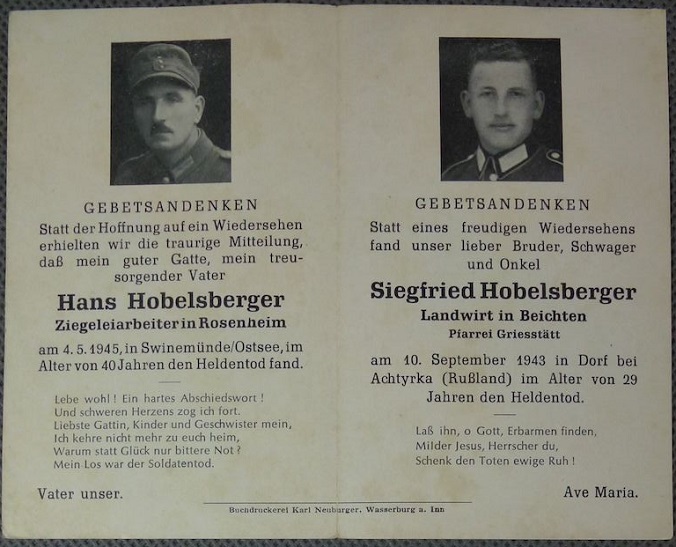 GEBETSANDENKEN
Statt der Hoffnung auf ein Wiedersehen
erhielten wir die traurige Mitteilung,
daß mein guter Gatte, mein treu-
sorgender Vater
Hans Hobelsberger
Ziegeleiarbeiter in Rosenheim
am 4. 5. 1945, in Swinemünde/Ostsee, im
Alter von 40 Jahren den Heldentod fand.
Lebe wohl! Ein hartes Abschiedswort!
Und schweren Herzens zog ich fort.
Liebste Gattin, Kinder und Geschwister mein,
Ich kehre nicht mehr zu euch heim,
Warum statt Glück nur bittere Not?
Mein Los war der Soldatentod.
Vater unser.
GEBETSANDENKEN
Statt eines freudigen Wiedersehens
fand unser lieber Bruder, Schwager
und Onkel
Siegfried Hobelsberger
Landwirt in Beichten
Pfarrei Griesstätt
am 10. September 1943 in Dorf bei
Achtyrka (Rußland) im Alter von 29
Jahren den Heldentod.
Laß ihn, o Gott, Erbarmen finden,
Milder Jesus, Herrscher du,
Schenk den Toten ewige Ruh!
Ave Maria.
Buchdruckerei Karl Neuburger, Wasserburg a. Inn